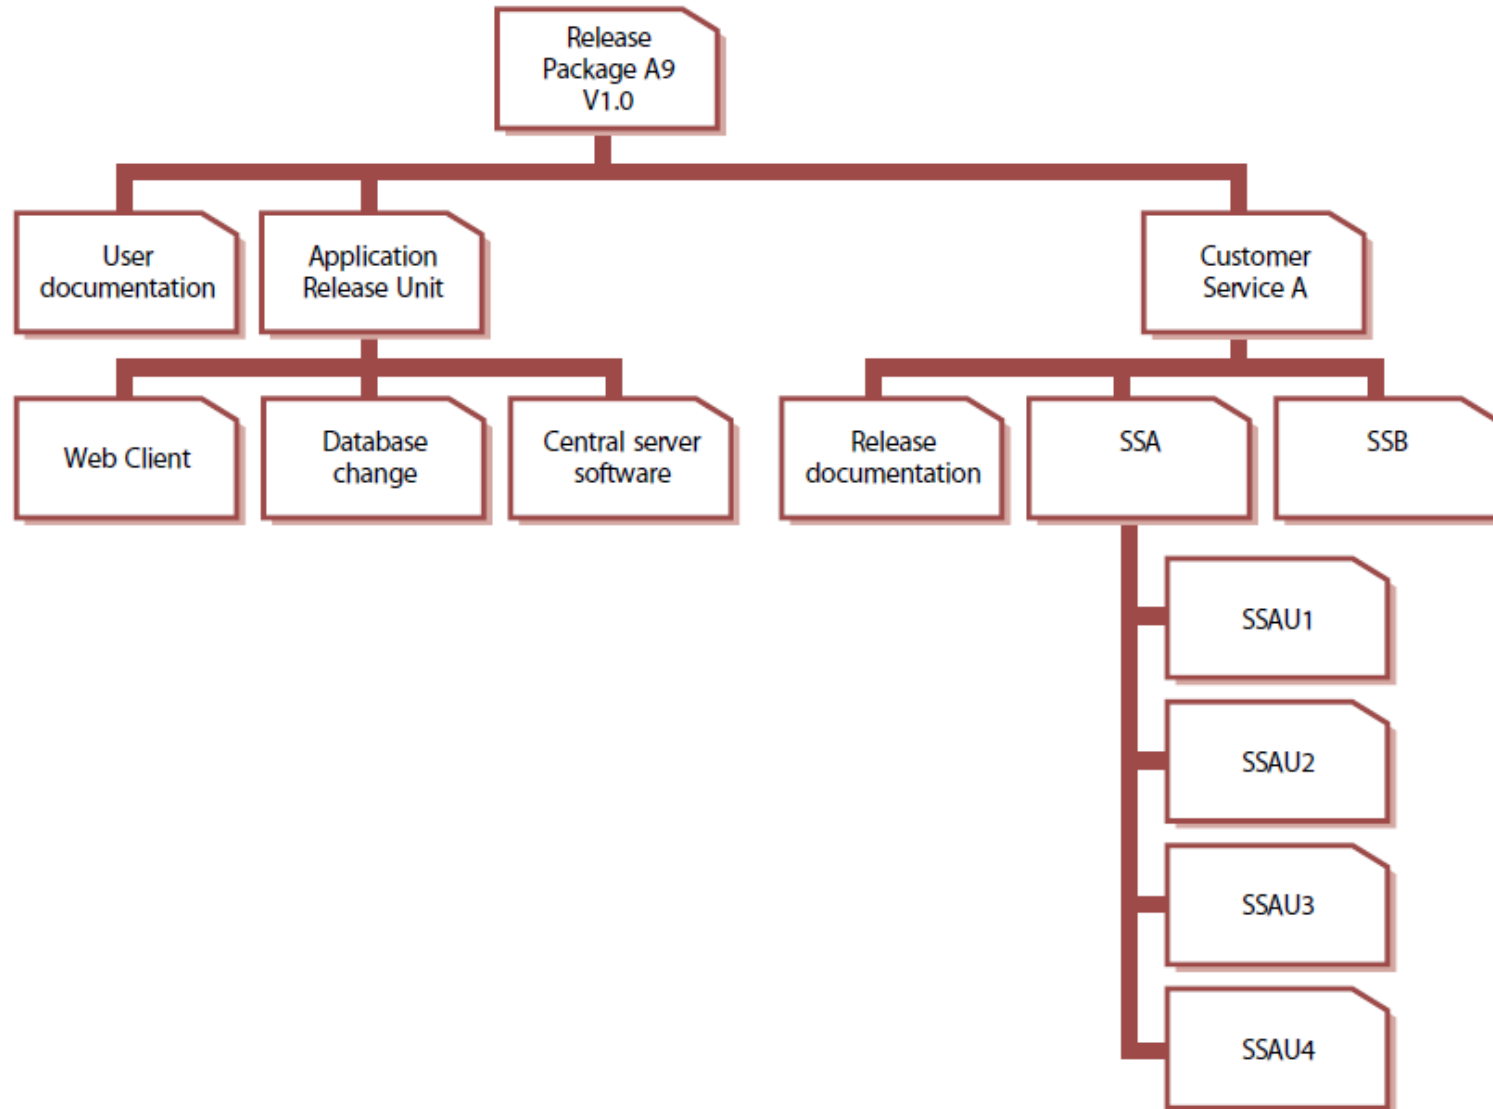 Release
Package A9
V1.0
User
documentation
Application
Release Unit
Customer
Service A
Web Client
Database
change
Central server
software
Release
documentation
SSA
SSB
SSAU1
SSAU2
SSAU3
SSAU4